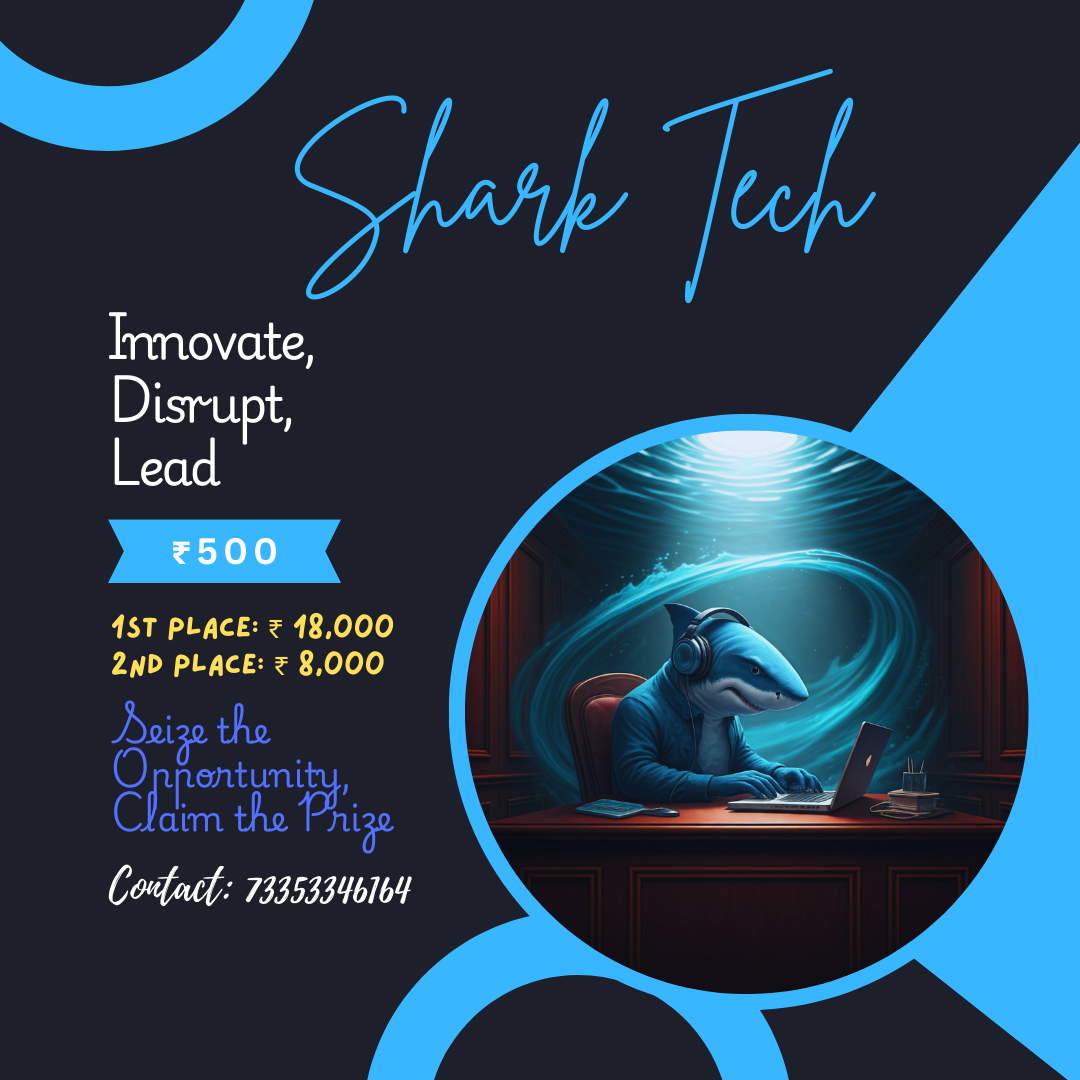 Shark Tech
Innovate,
Disrupt,
Lead
₹500
1ST PLACE: ₹ 18,000
2ND PLACE: ₹ 8,000
Seize the
Opportunity,
Claim the Prize
Contact: 73353346164